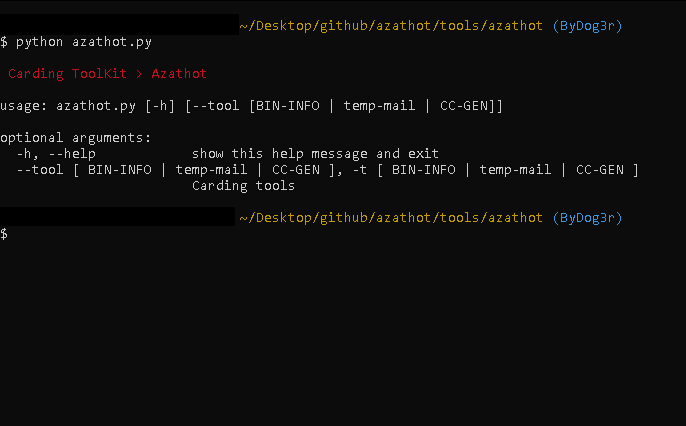 ~/Desktop/github/azathot/tools/azathot (ByDog3r)
$ python azathot.py
Carding ToolKit > Azathot
usage: azathot.py [-h] [--tool [BIN-INFO | temp-mail | CC-GEN]]
optional arguments:
-h, --help show this help message and exit
--tool [ BIN-INFO | temp-mail | CC-GEN ], -t [ BIN-INFO | temp-mail | CC-GEN ]
Carding tools
~/Desktop/github/azathot/tools/azathot (ByDog3r)
$